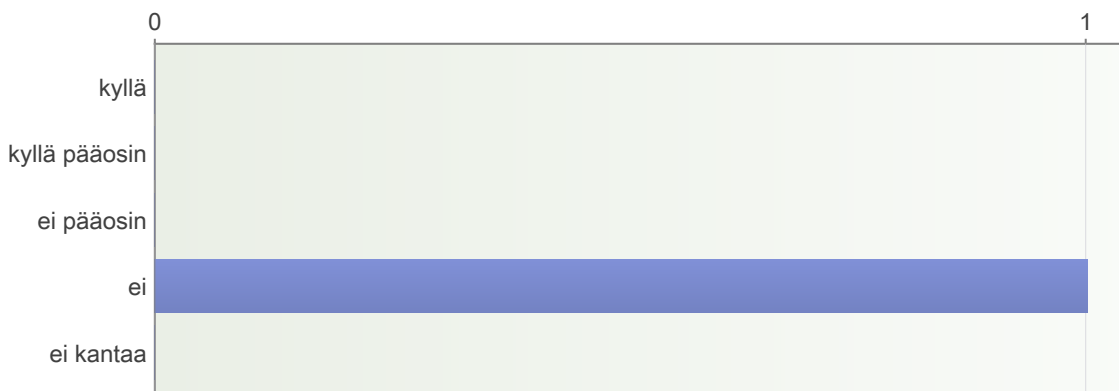 0 1
kyllä
kyllä pääosin
ei pääosin
ei
ei kantaa